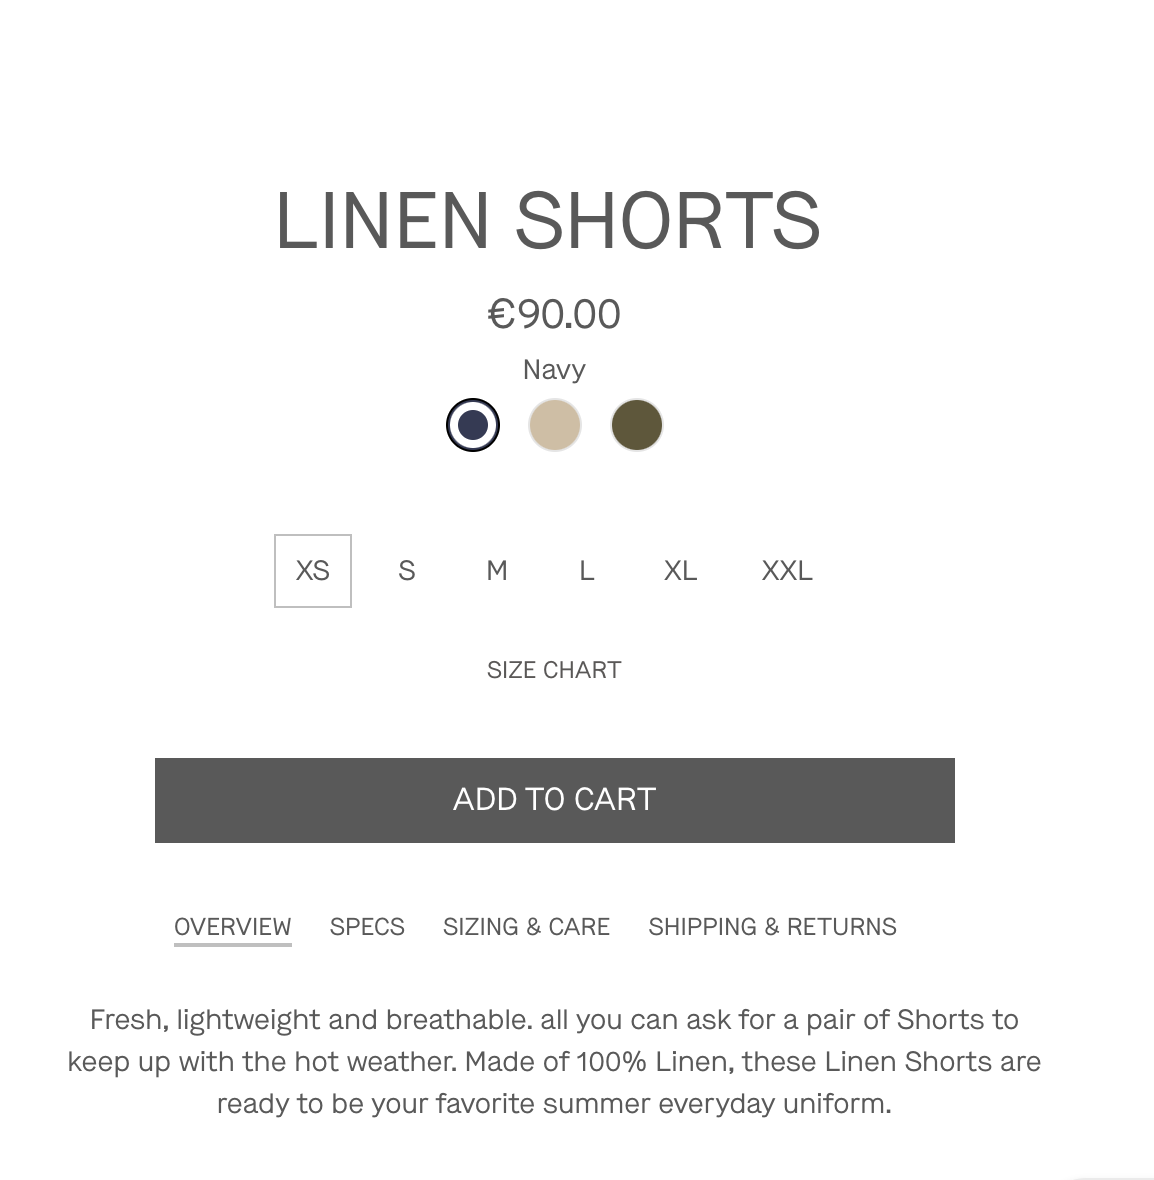 LINEN SHORTS
€90.00
Navy
XS S M L XL XXL
SIZE CHART
ADD TO CART
OVERVIEW SPECS SIZING & CARE SHIPPING & RETURNS
Fresh, lightweight and breathable. all you can ask for a pair of Shorts to
keep up with the hot weather. Made of 100% Linen, these Linen Shorts are
ready to be your favorite summer everyday uniform.